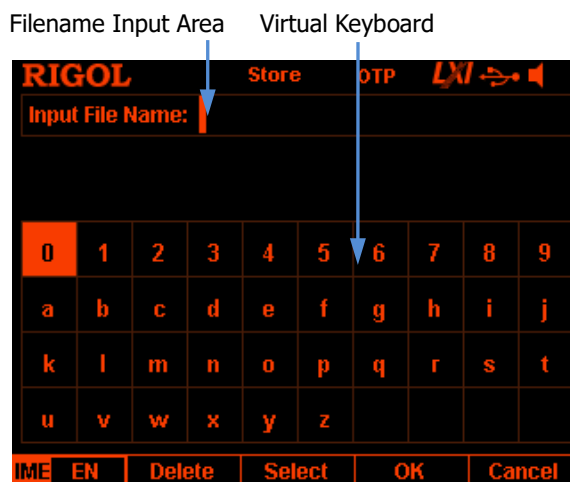 Filename Input Area Virtual Keyboard
RIGOL Store OTP LXI
Input File Name:
0 1 2 3 4 5 6 7 8 9
a b c d e f g h i j
k l m n o p q r s t
u v w x y z
IME EN Delete Select OK Cancel